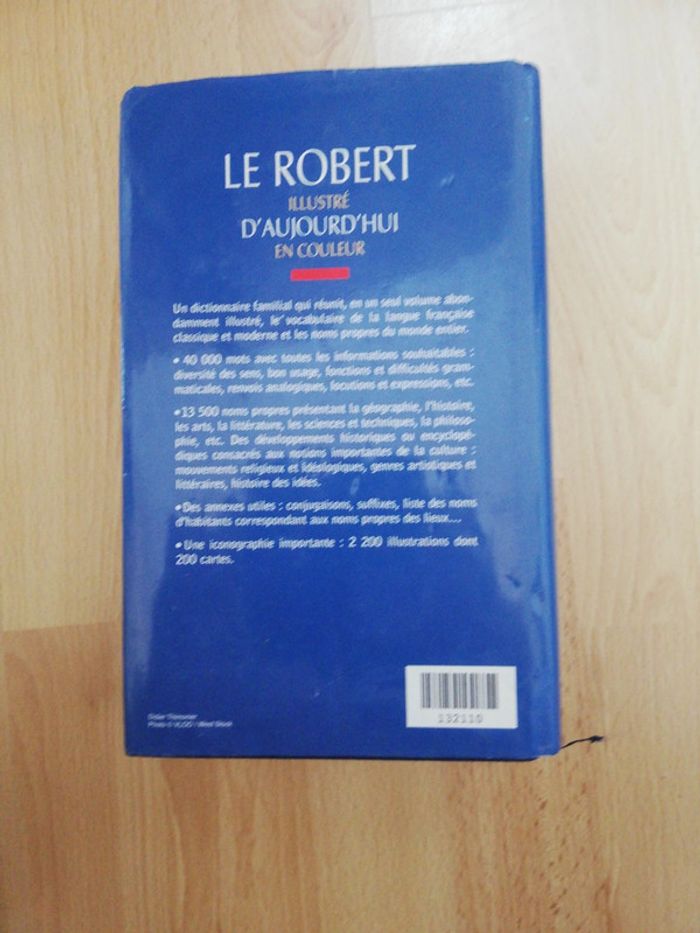 LE ROBERT
ILLUSTRÉ
D'AUJOURD'HUI
EN COULEUR
Un dictionnaire familial qui réunit, en un seul volume abon-
damment illustré, le vocabulaire de la langue française
classique et moderne et les noms propres du monde entier.
• 40 000 mots avec toutes les informations souhaitables :
diversité des sens, bon usage, fonctions et difficultés gram-
maticales, renvois analogiques, locutions et expressions, etc.
• 13 500 noms propres présentant la géographie, l'histoire,
les arts, la littérature, les sciences et techniques, la philoso-
phie, etc. Des développements historiques ou encyclopé-
diques consacrés aux notions importantes de la culture :
mouvements religieux et idéologiques, genres artistiques et
littéraires, histoire des idées.
• Des annexes utiles : conjugaisons, suffixes, liste des noms
d'habitants correspondant aux noms propres des lieux...
• Une iconographie importante : 2 200 illustrations dont
200 cartes.
Didier Thimonier
Photo ©
132110